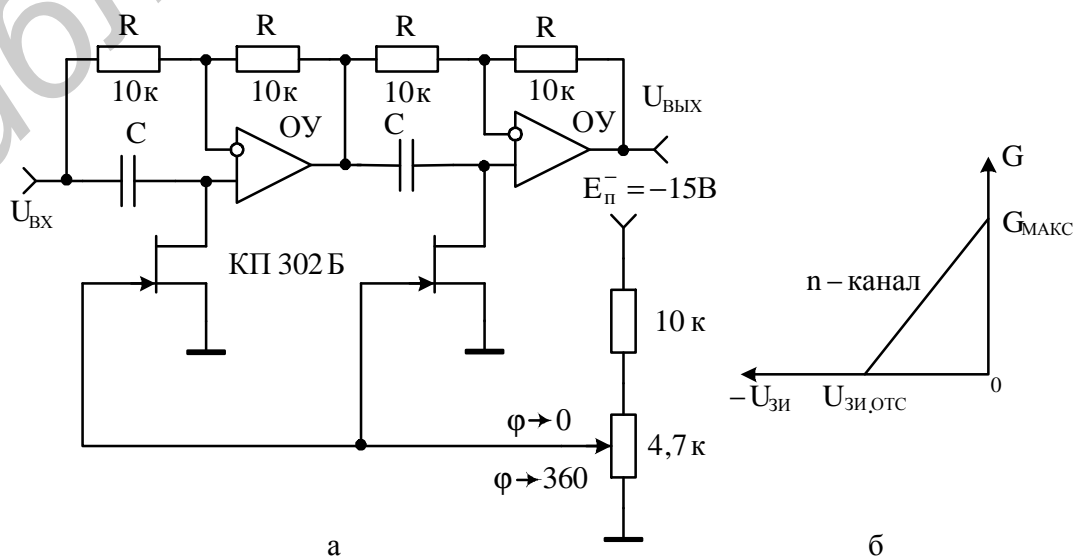 R R R R
10к 10к 10к 10к
C ОУ C ОУ
U_ВХ
U_ВЫХ
E_п^– = –15В
КП 302 Б
10 к
φ→0
4,7 к
φ→360
а
G
G_МАКС
n – канал
–U_ЗИ U_ЗИ,ОТС 0
б